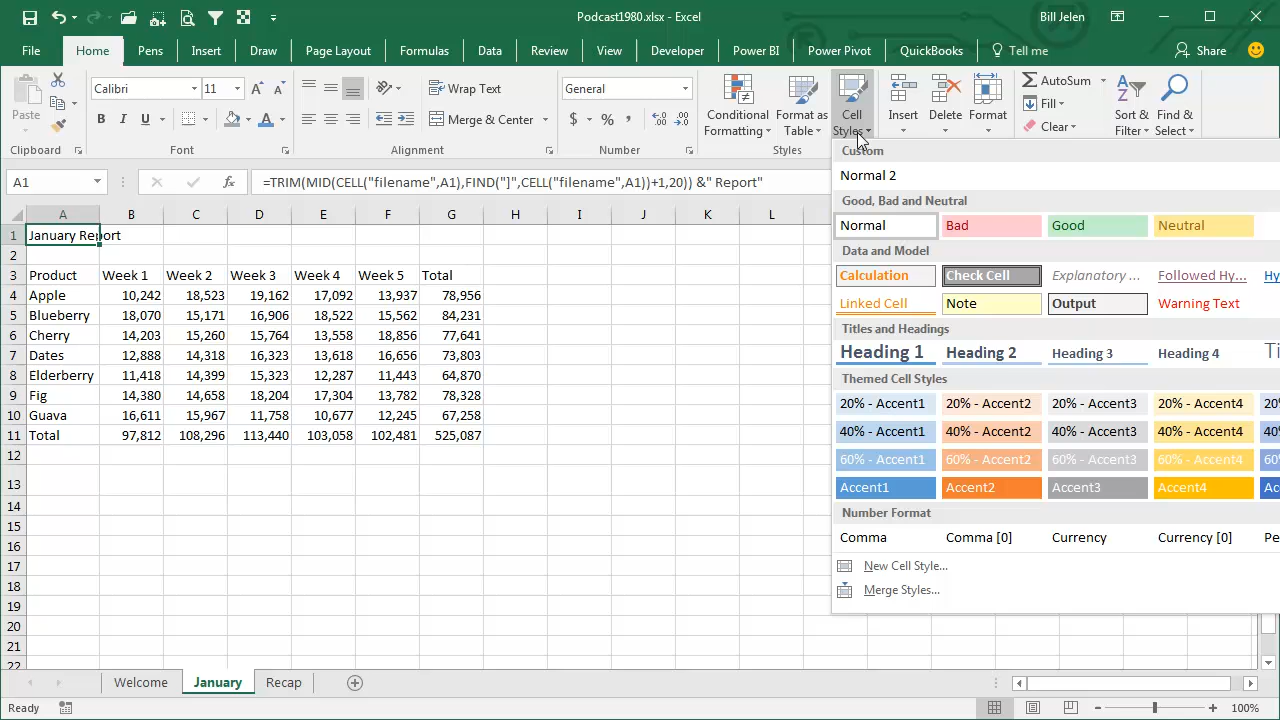 Podcast1980.xlsx - Excel
Bill Jelen
File Home Pens Insert Draw Page Layout Formulas Data Review View Developer Power BI Power Pivot QuickBooks Tell me Share
Paste
Calibri 11
B I U
A A
Wrap Text
Merge & Center
General
$ % ,
Conditional Formatting
Format as Table
Cell Styles
Insert
Delete
Format
AutoSum
Fill
Clear
Sort & Filter
Find & Select
Clipboard Font Alignment Number Styles
A1 fx =TRIM(MID(CELL("filename",A1),FIND("]",CELL("filename",A1))+1,20)) &" Report"
A B C D E F G H I J K L
1 January Report
2
3 Product Week 1 Week 2 Week 3 Week 4 Week 5 Total
4 Apple 10,242 18,523 19,162 17,092 13,937 78,956
5 Blueberry 18,070 15,171 16,906 18,522 15,562 84,231
6 Cherry 14,203 15,260 15,764 13,558 18,856 77,641
7 Dates 12,888 14,318 16,323 13,618 16,656 73,803
8 Elderberry 11,418 14,399 15,323 12,287 11,443 64,870
9 Fig 14,380 14,658 18,204 17,304 13,782 78,328
10 Guava 16,611 15,967 11,758 10,677 12,245 67,258
11 Total 97,812 108,296 113,440 103,058 102,481 525,087
12
13
14
15
16
17
18
19
20
21
22
Custom
Normal 2
Good, Bad and Neutral
Normal Bad Good Neutral
Data and Model
Calculation Check Cell Explanatory ... Followed Hy... Hy
Linked Cell Note Output Warning Text
Titles and Headings
Heading 1 Heading 2 Heading 3 Heading 4 Ti
Themed Cell Styles
20% - Accent1 20% - Accent2 20% - Accent3 20% - Accent4 20
40% - Accent1 40% - Accent2 40% - Accent3 40% - Accent4 40
60% - Accent1 60% - Accent2 60% - Accent3 60% - Accent4 60
Accent1 Accent2 Accent3 Accent4 Ac
Number Format
Comma Comma [0] Currency Currency [0] Pe
New Cell Style...
Merge Styles...
Welcome January Recap
Ready
100%